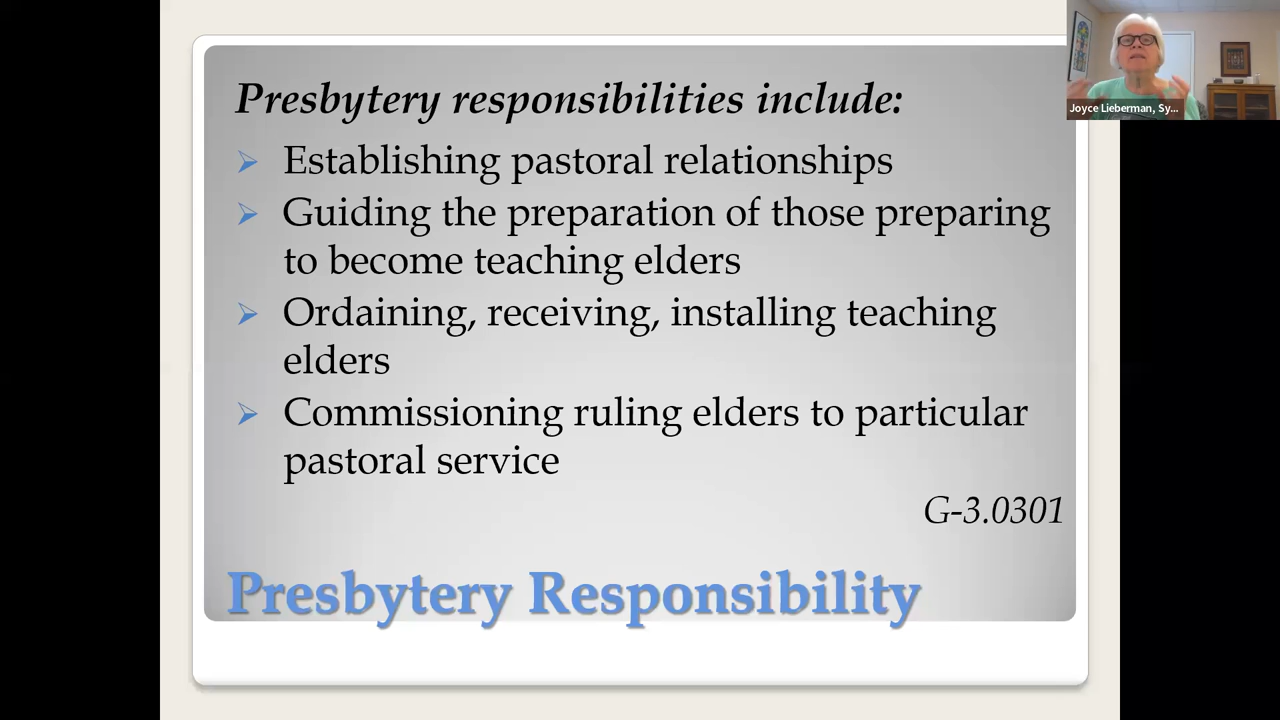 Presbytery responsibilities include:
Establishing pastoral relationships
Guiding the preparation of those preparing
to become teaching elders
Ordaining, receiving, installing teaching
elders
Commissioning ruling elders to particular
pastoral service
G-3.0301
Presbytery Responsibility
Joyce Lieberman, Sy...